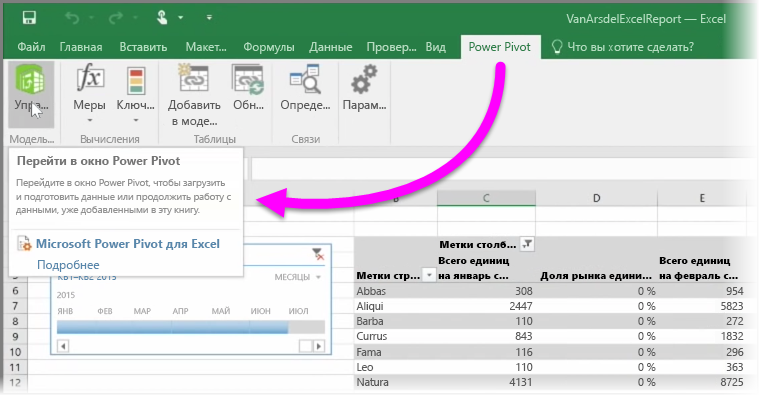 VanArsdelExcelReport — Excel
Файл Главная Вставить Макет... Формулы Данные Провер... Вид Power Pivot Что вы хотите сделать?
Упра... Меры Ключ... Добавить в моде... Обн... Опреде... Парам...
Модель... Вычисления Таблицы Связи
Перейти в окно Power Pivot
Перейдите в окно Power Pivot, чтобы загрузить
и подготовить данные или продолжить работу с
данными, уже добавленными в эту книгу.
Microsoft Power Pivot для Excel
Подробнее
КВ1–КВ2 2015 МЕСЯЦЫ
2015
ЯНВ ФЕВ МАР АПР МАЙ ИЮН ИЮЛ
B C D E
Метки столб...
Всего единиц Всего единиц
Метки стр... на январь с... Доля рынка едини... на февраль с...
6 Abbas 308 0 % 954
7 Aliqui 2447 0 % 5823
8 Barba 110 0 % 272
9 Currus 843 0 % 1832
10 Fama 116 0 % 296
11 Leo 110 0 % 363
12 Natura 4131 0 % 8725